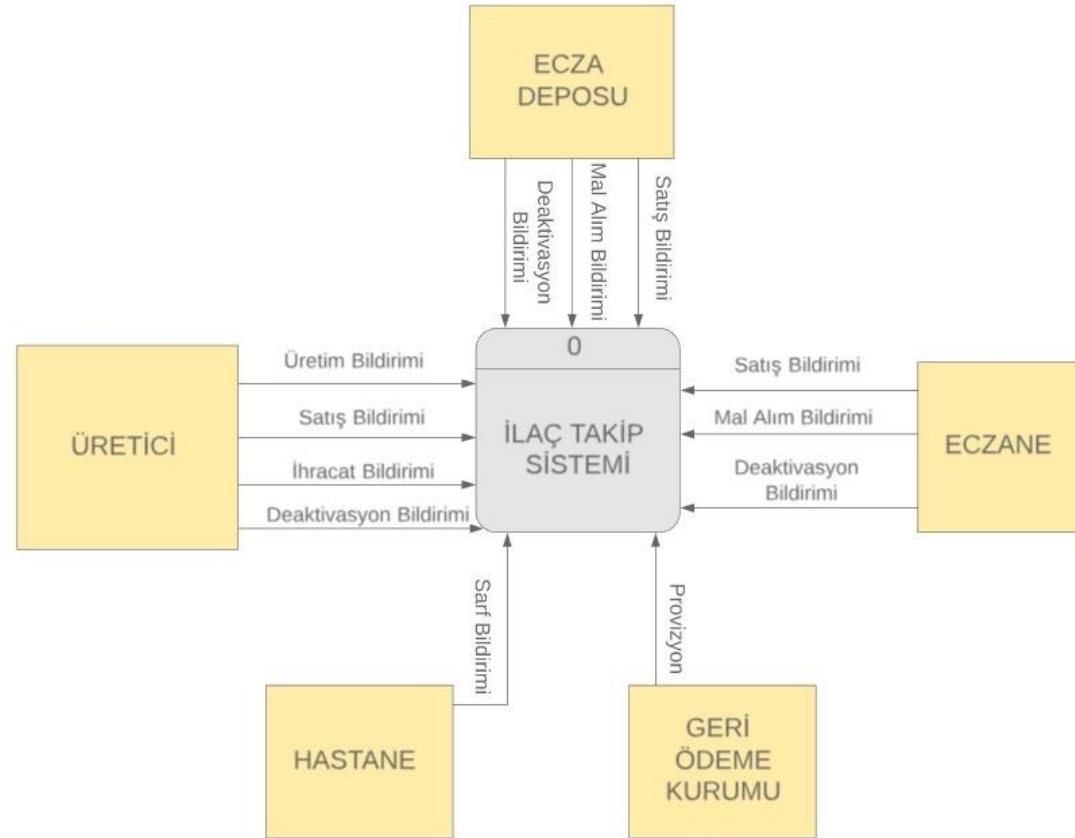 ECZA
DEPOSU
Deaktivasyon
Bildirimi
Mal Alım Bildirimi
Satış Bildirimi
0
İLAÇ TAKİP
SİSTEMİ
ÜRETİCİ
Üretim Bildirimi
Satış Bildirimi
İhracat Bildirimi
Deaktivasyon Bildirimi
Satış Bildirimi
Mal Alım Bildirimi
Deaktivasyon
Bildirimi
ECZANE
Sarf Bildirimi
Provizyon
HASTANE
GERİ
ÖDEME
KURUMU